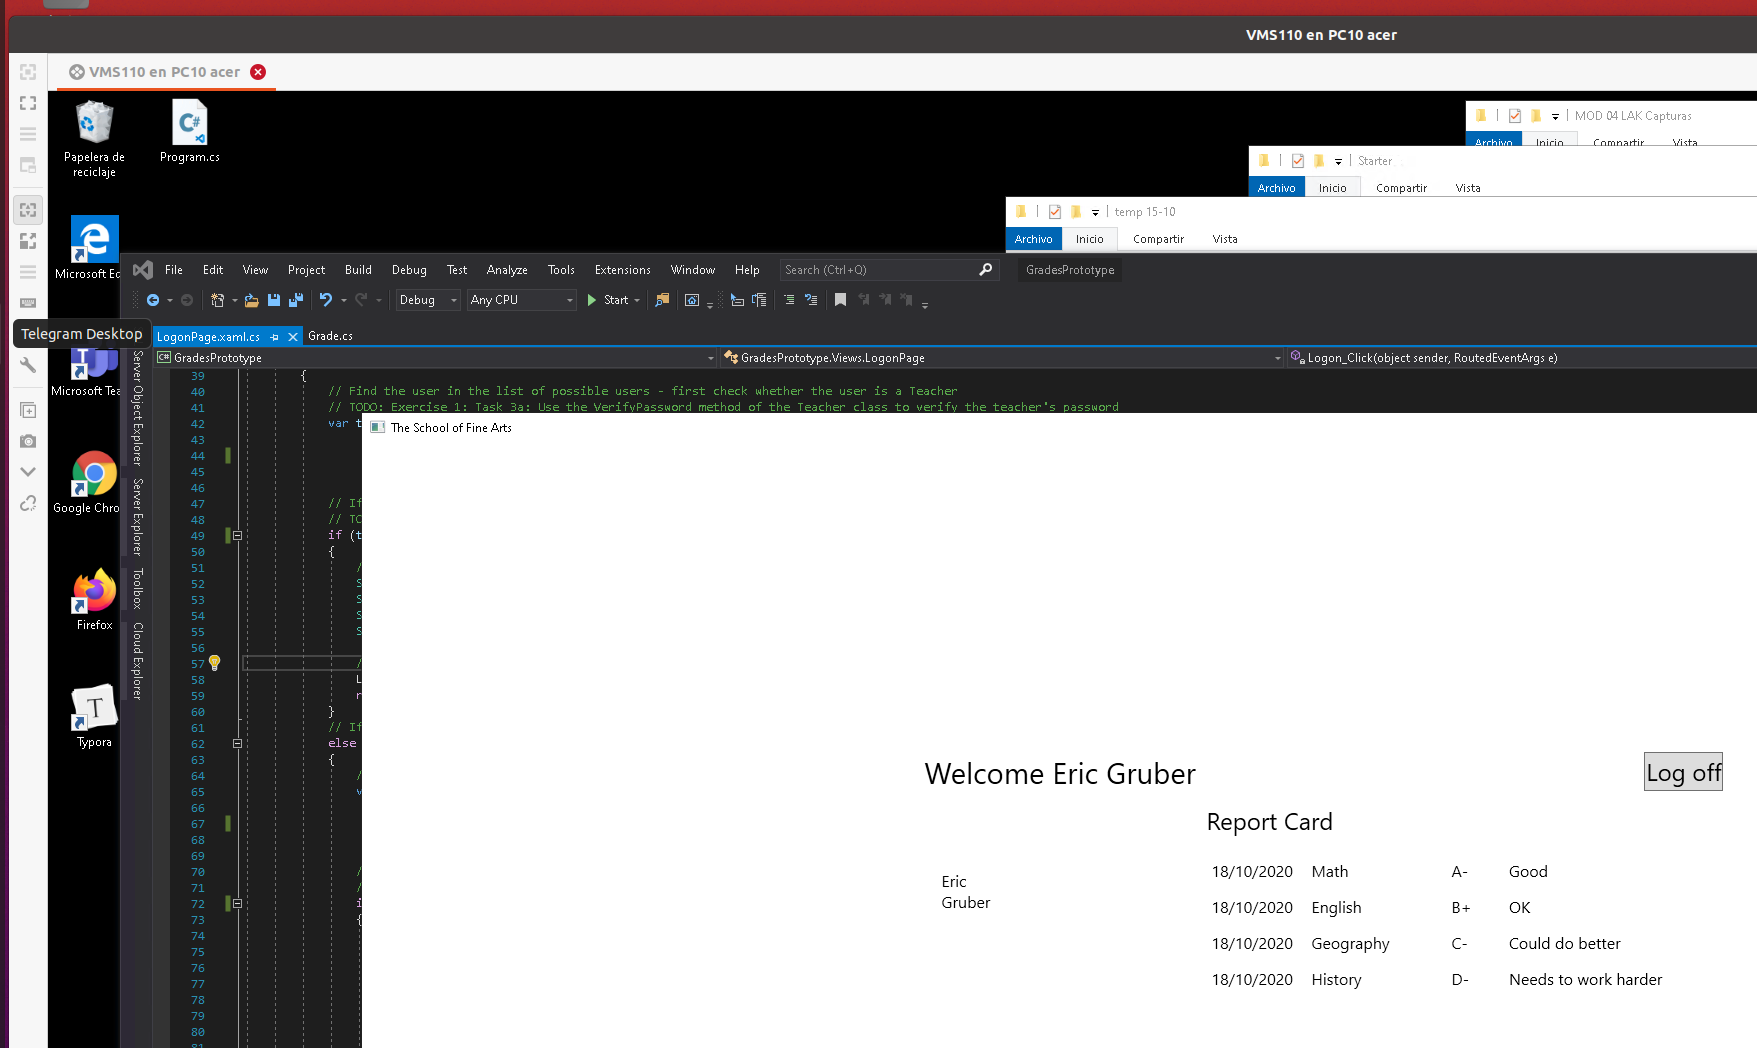 VMS110 en PC10 acer
VMS110 en PC10 acer
Papelera de
reciclaje
Program.cs
MOD 04 LAK Capturas
Archivo Inicio Compartir Vista
Starter
Archivo Inicio Compartir Vista
temp 15-10
Archivo Inicio Compartir Vista
Microsoft Ed
File Edit View Project Build Debug Test Analyze Tools Extensions Window Help Search (Ctrl+Q) GradesPrototype
Debug Any CPU Start
Telegram Desktop
LogonPage.xaml.cs Grade.cs
GradesPrototype GradesPrototype.Views.LogonPage Logon_Click(object sender, RoutedEventArgs e)
Microsoft Tea
Google Chro
Firefox
Typora
Server Object Explorer
Server Explorer
Toolbox
Cloud Explorer
39 {
40 // Find the user in the list of possible users - first check whether the user is a Teacher
41 // TODO: Exercise 1: Task 3a: Use the VerifyPassword method of the Teacher class to verify the teacher's password
42 var t
43
44
45
46
47 // If
48 // TO
49 if (t
50 {
51 /
52 S
53 S
54 S
55 S
56
57 /
58 L
59 r
60 }
61 // If
62 else
63 {
64 /
65 v
66
67
68
69
70 /
71 /
72 i
73 {
74
75
76
77
78
79
80
81
The School of Fine Arts
Welcome Eric Gruber
Log off
Report Card
Eric
Gruber
18/10/2020 Math A- Good
18/10/2020 English B+ OK
18/10/2020 Geography C- Could do better
18/10/2020 History D- Needs to work harder